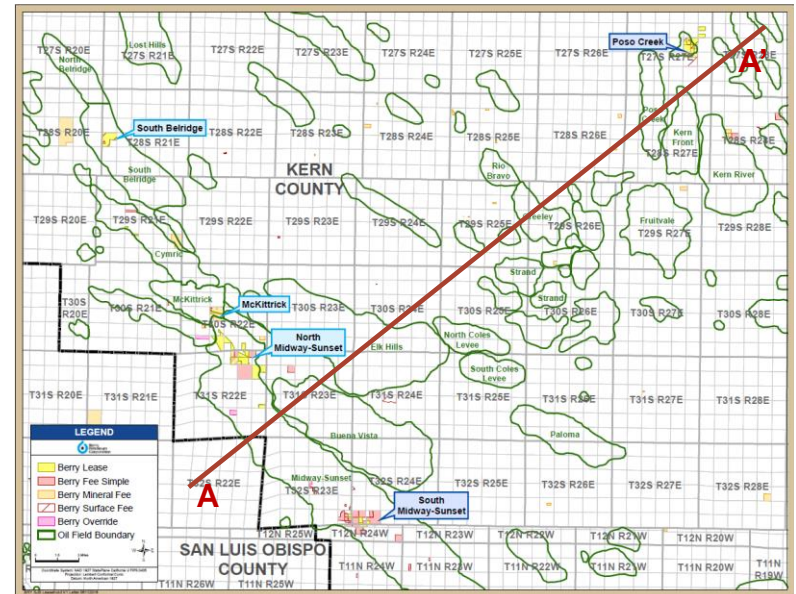 T27S R20E
North
Belridge
Lost Hills
T27S R21E
T27S R22E
T27S R23E
T27S R24E
T27S R25E
T27S R26E
Poso Creek
T27S R27E
A'
T28S R20E
South Belridge
T28S R21E
T28S R22E
T28S R23E
T28S R24E
T28S R25E
T28S R26E
Kern
Front
T28S R27E
T28S R28E
South
Belridge
KERN
COUNTY
Rio
Bravo
Kern River
T29S R20E
T29S R21E
T29S R22E
T29S R23E
T29S R24E
T29S R25E
T29S R26E
Fruitvale
T29S R27E
T29S R28E
Cymric
Strand
Strand
T30S
R20E
T30S R21E
McKittrick
McKittrick
T30S R22E
T30S R23E
T30S R24E
T30S R25E
T30S R26E
T30S R27E
T30S R28E
North
Midway-Sunset
Elk Hills
North Coles
Levee
South Coles
Levee
T31S R20E
T31S R21E
T31S R22E
T31S R23E
T31S R24E
T31S R25E
T31S R26E
T31S R27E
T31S R28E
Buena Vista
Paloma
LEGEND
Berry Lease
Berry Fee Simple
Berry Mineral Fee
Berry Surface Fee
Berry Override
Oil Field Boundary
A
T32S R22E
Midway-Sunset
T32S R23E
T32S R24E
T32S R25E
T32S R26E
T32S R27E
T32S R28E
South
Midway-Sunset
SAN LUIS OBISPO
COUNTY
T12N R25W
T12N R24W
T12N R23W
T12N R22W
T12N R21W
T12N R20W
T11N R26W
T11N R25W
T11N R24W
T11N R23W
T11N R22W
T11N R21W
T11N R20W
T11N
R19W